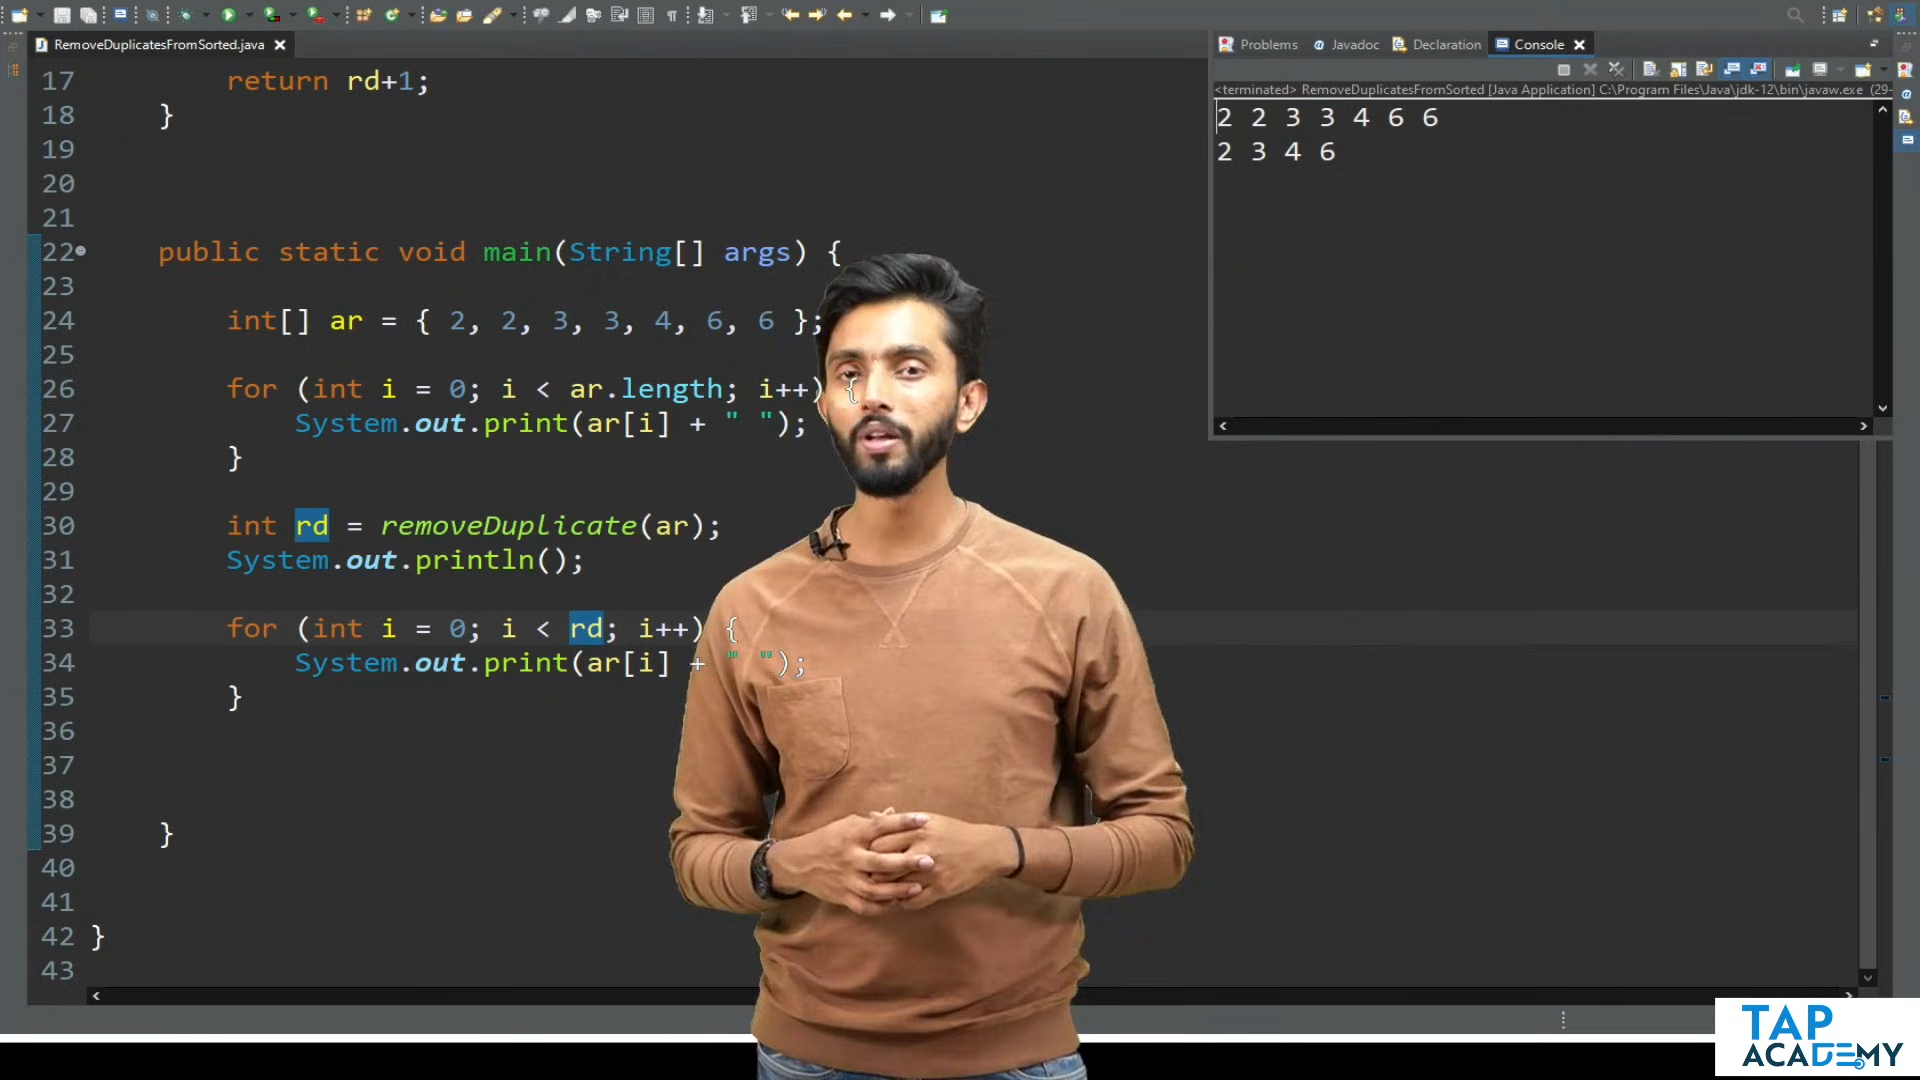 RemoveDuplicatesFromSorted.java
17 return rd+1;
18 }
19
20
21
22 public static void main(String[] args) {
23
24 int[] ar = { 2, 2, 3, 3, 4, 6, 6 };
25
26 for (int i = 0; i < ar.length; i++) {
27 System.out.print(ar[i] + " ");
28 }
29
30 int rd = removeDuplicate(ar);
31 System.out.println();
32
33 for (int i = 0; i < rd; i++) {
34 System.out.print(ar[i] + " ");
35 }
36
37
38
39 }
40
41
42 }
43
Problems Javadoc Declaration Console
<terminated> RemoveDuplicatesFromSorted [Java Application] C:\Program Files\Java\jdk-12\bin\javaw.exe (29-
2 2 3 3 4 6 6
2 3 4 6
TAP
ACADEMY